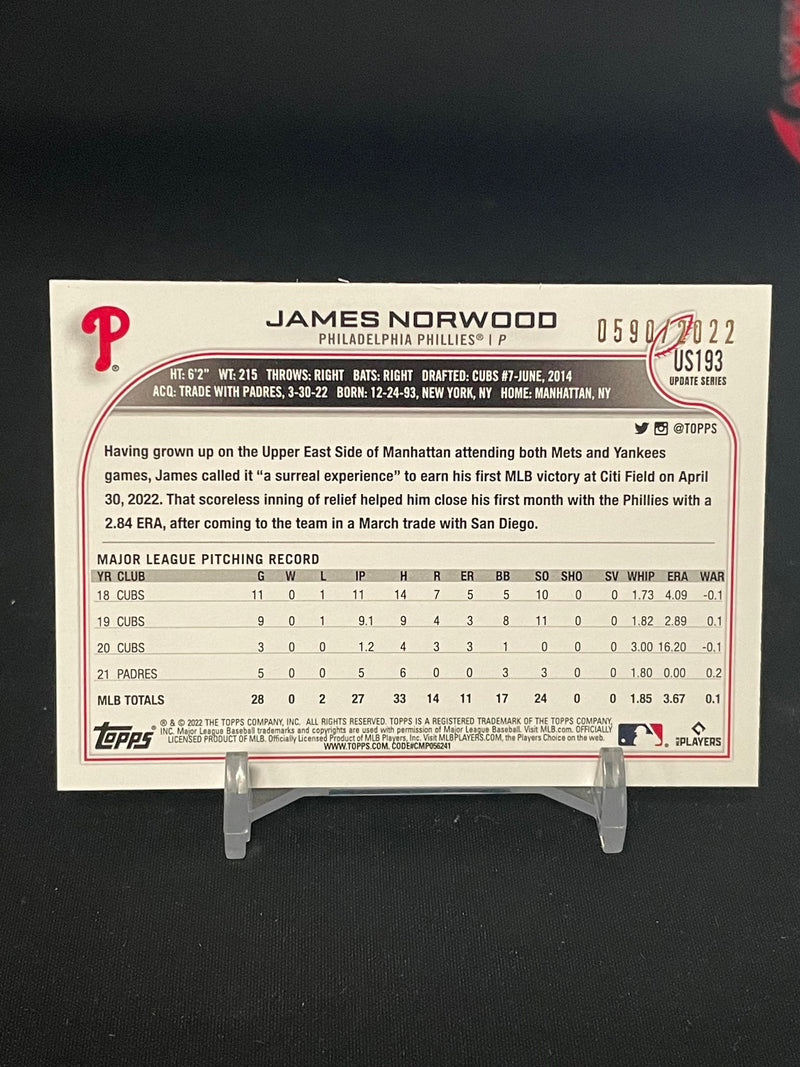 P®
JAMES NORWOOD
PHILADELPHIA PHILLIES® | P
0590/2022
US193
UPDATE SERIES
HT: 6'2" WT: 215 THROWS: RIGHT BATS: RIGHT DRAFTED: CUBS #7-JUNE, 2014
ACQ: TRADE WITH PADRES, 3-30-22 BORN: 12-24-93, NEW YORK, NY HOME: MANHATTAN, NY
@TOPPS
Having grown up on the Upper East Side of Manhattan attending both Mets and Yankees
games, James called it “a surreal experience” to earn his first MLB victory at Citi Field on April
30, 2022. That scoreless inning of relief helped him close his first month with the Phillies with a
2.84 ERA, after coming to the team in a March trade with San Diego.
MAJOR LEAGUE PITCHING RECORD
YR CLUB G W L IP H R ER BB SO SHO SV WHIP ERA WAR
18 CUBS 11 0 1 11 14 7 5 5 10 0 0 1.73 4.09 -0.1
19 CUBS 9 0 1 9.1 9 4 3 8 11 0 0 1.82 2.89 0.1
20 CUBS 3 0 0 1.2 4 3 3 1 0 0 0 3.00 16.20 -0.1
21 PADRES 5 0 0 5 6 0 0 3 3 0 0 1.80 0.00 0.2
MLB TOTALS 28 0 2 27 33 14 11 17 24 0 0 1.85 3.67 0.1
Topps®
® & © 2022 THE TOPPS COMPANY, INC. ALL RIGHTS RESERVED. TOPPS IS A REGISTERED TRADEMARK OF THE TOPPS COMPANY,
INC. Major League Baseball trademarks and copyrights are used with permission of Major League Baseball. Visit MLB.com. OFFICIALLY
LICENSED PRODUCT OF MLB. Officially Licensed Product of MLB Players, Inc. Visit MLBPLAYERS.COM, the Players Choice on the web.
WWW.TOPPS.COM. CODE#CMP056241
PLAYERS